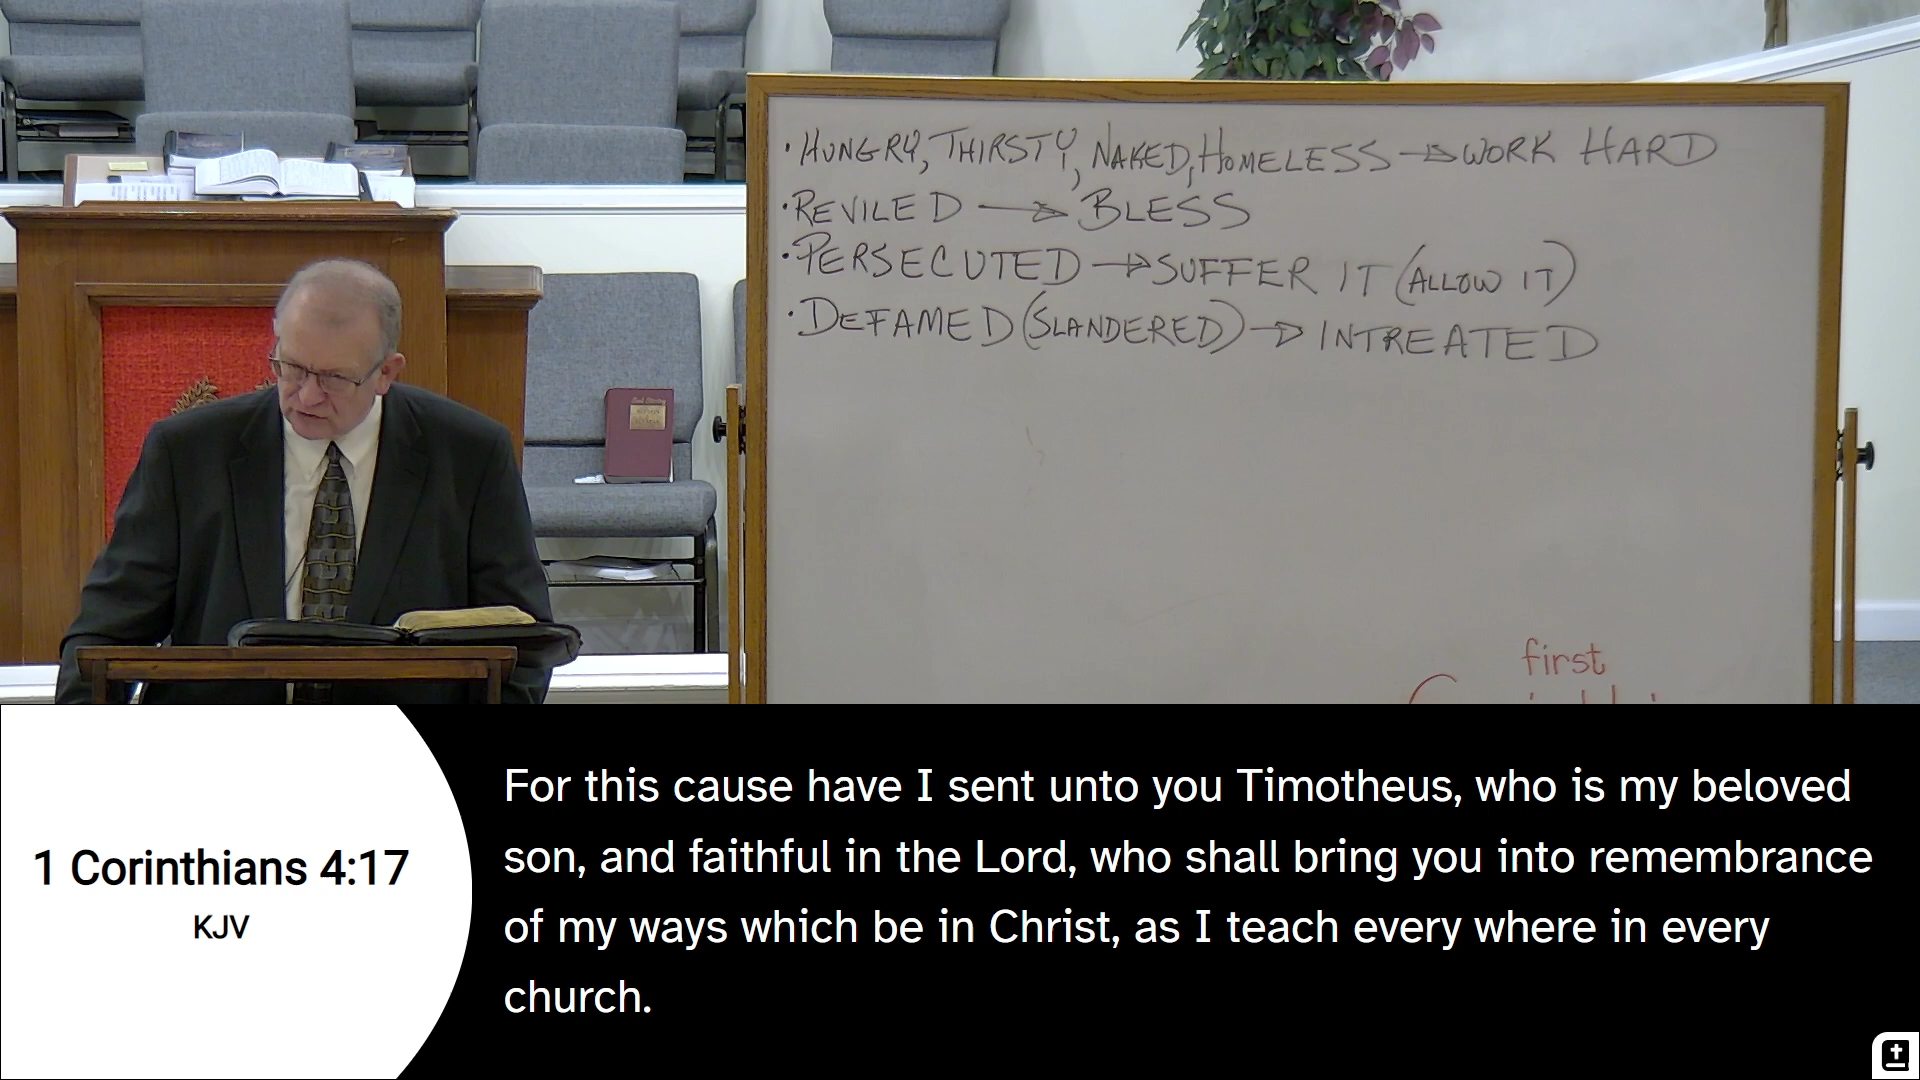 • HUNGRY, THIRSTY, NAKED, HOMELESS → WORK HARD
• REVILED → BLESS
• PERSECUTED → SUFFER IT (ALLOW IT)
• DEFAMED (SLANDERED) → INTREATED
first
1 Corinthians 4:17
KJV
For this cause have I sent unto you Timotheus, who is my beloved
son, and faithful in the Lord, who shall bring you into remembrance
of my ways which be in Christ, as I teach every where in every
church.